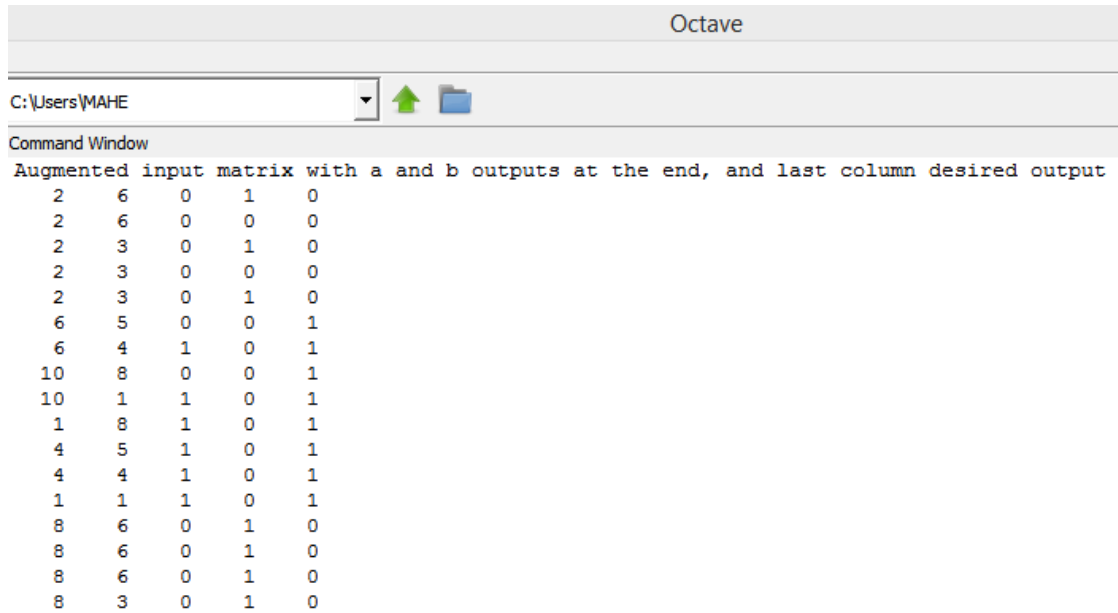 Octave
C:\Users\MAHE
Command Window
Augmented input matrix with a and b outputs at the end, and last column desired output
2 6 0 1 0
2 6 0 0 0
2 3 0 1 0
2 3 0 0 0
2 3 0 1 0
6 5 0 0 1
6 4 1 0 1
10 8 0 0 1
10 1 1 0 1
1 8 1 0 1
4 5 1 0 1
4 4 1 0 1
1 1 1 0 1
8 6 0 1 0
8 6 0 1 0
8 6 0 1 0
8 3 0 1 0